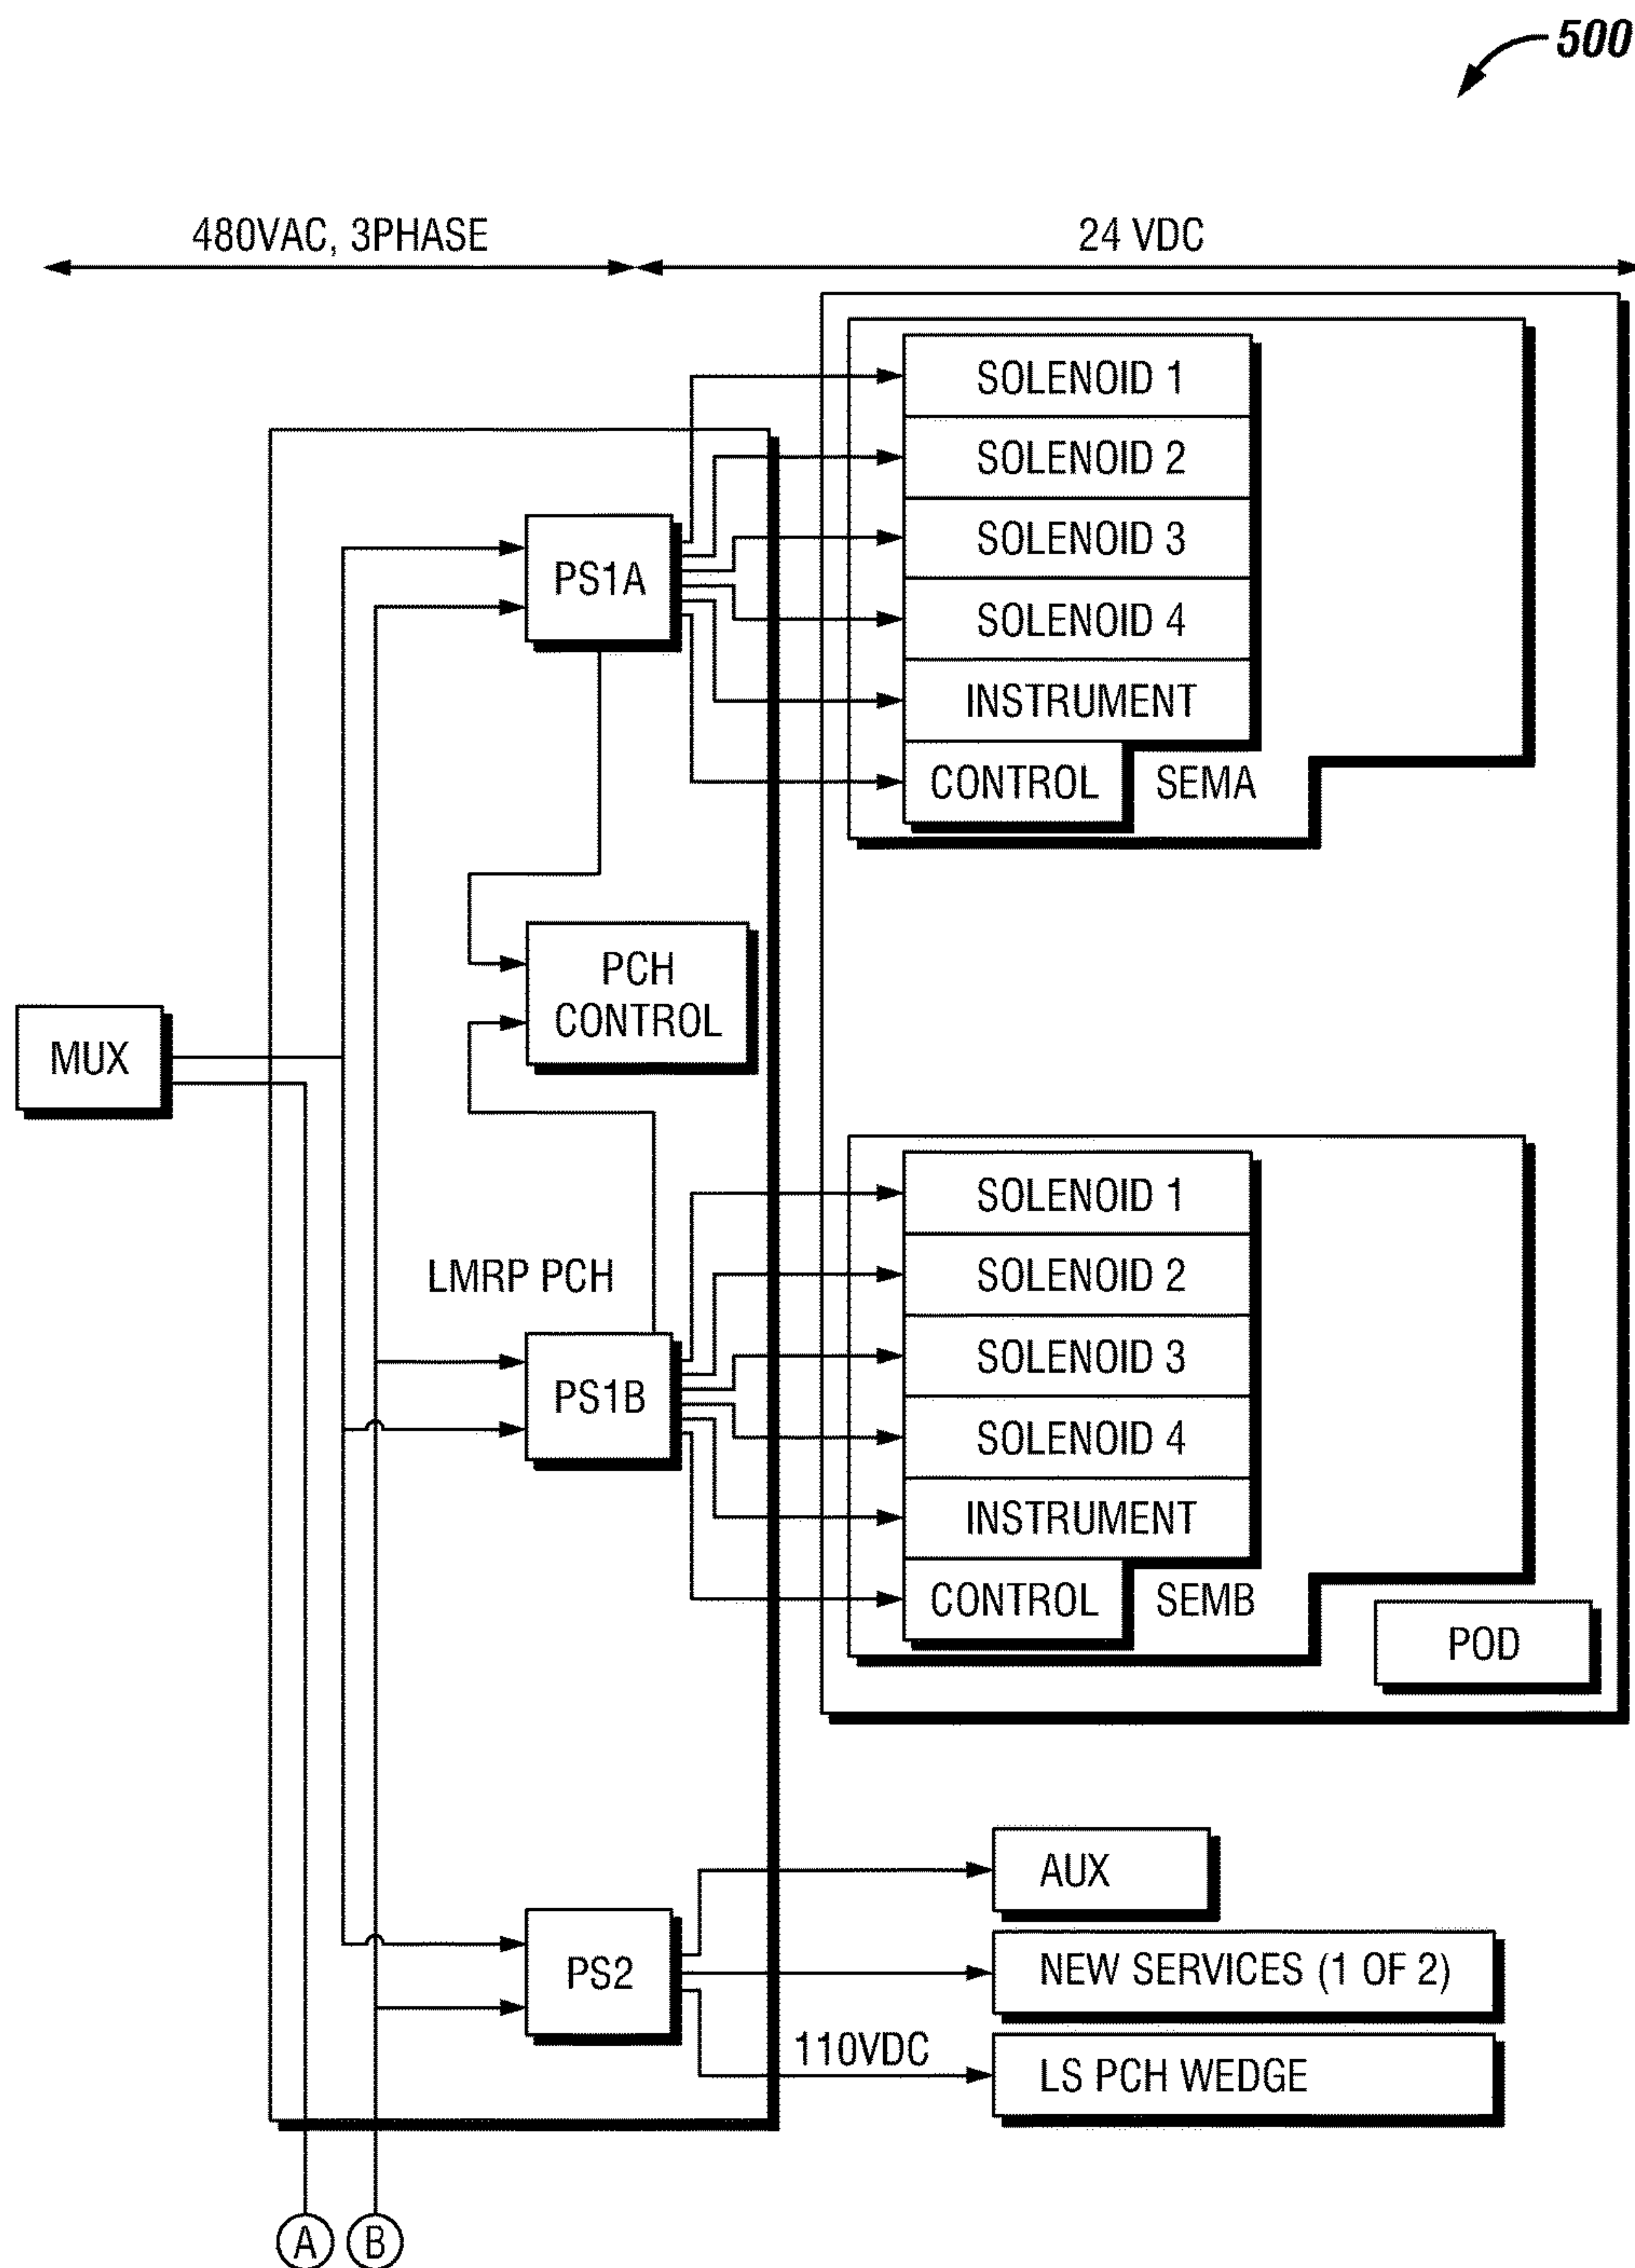 500
480VAC, 3PHASE
24 VDC
SOLENOID 1
SOLENOID 2
SOLENOID 3
SOLENOID 4
INSTRUMENT
CONTROL
SEMA
PS1A
PCH
CONTROL
MUX
LMRP PCH
PS1B
SOLENOID 1
SOLENOID 2
SOLENOID 3
SOLENOID 4
INSTRUMENT
CONTROL
SEMB
POD
PS2
AUX
NEW SERVICES (1 OF 2)
110VDC
LS PCH WEDGE
A
B